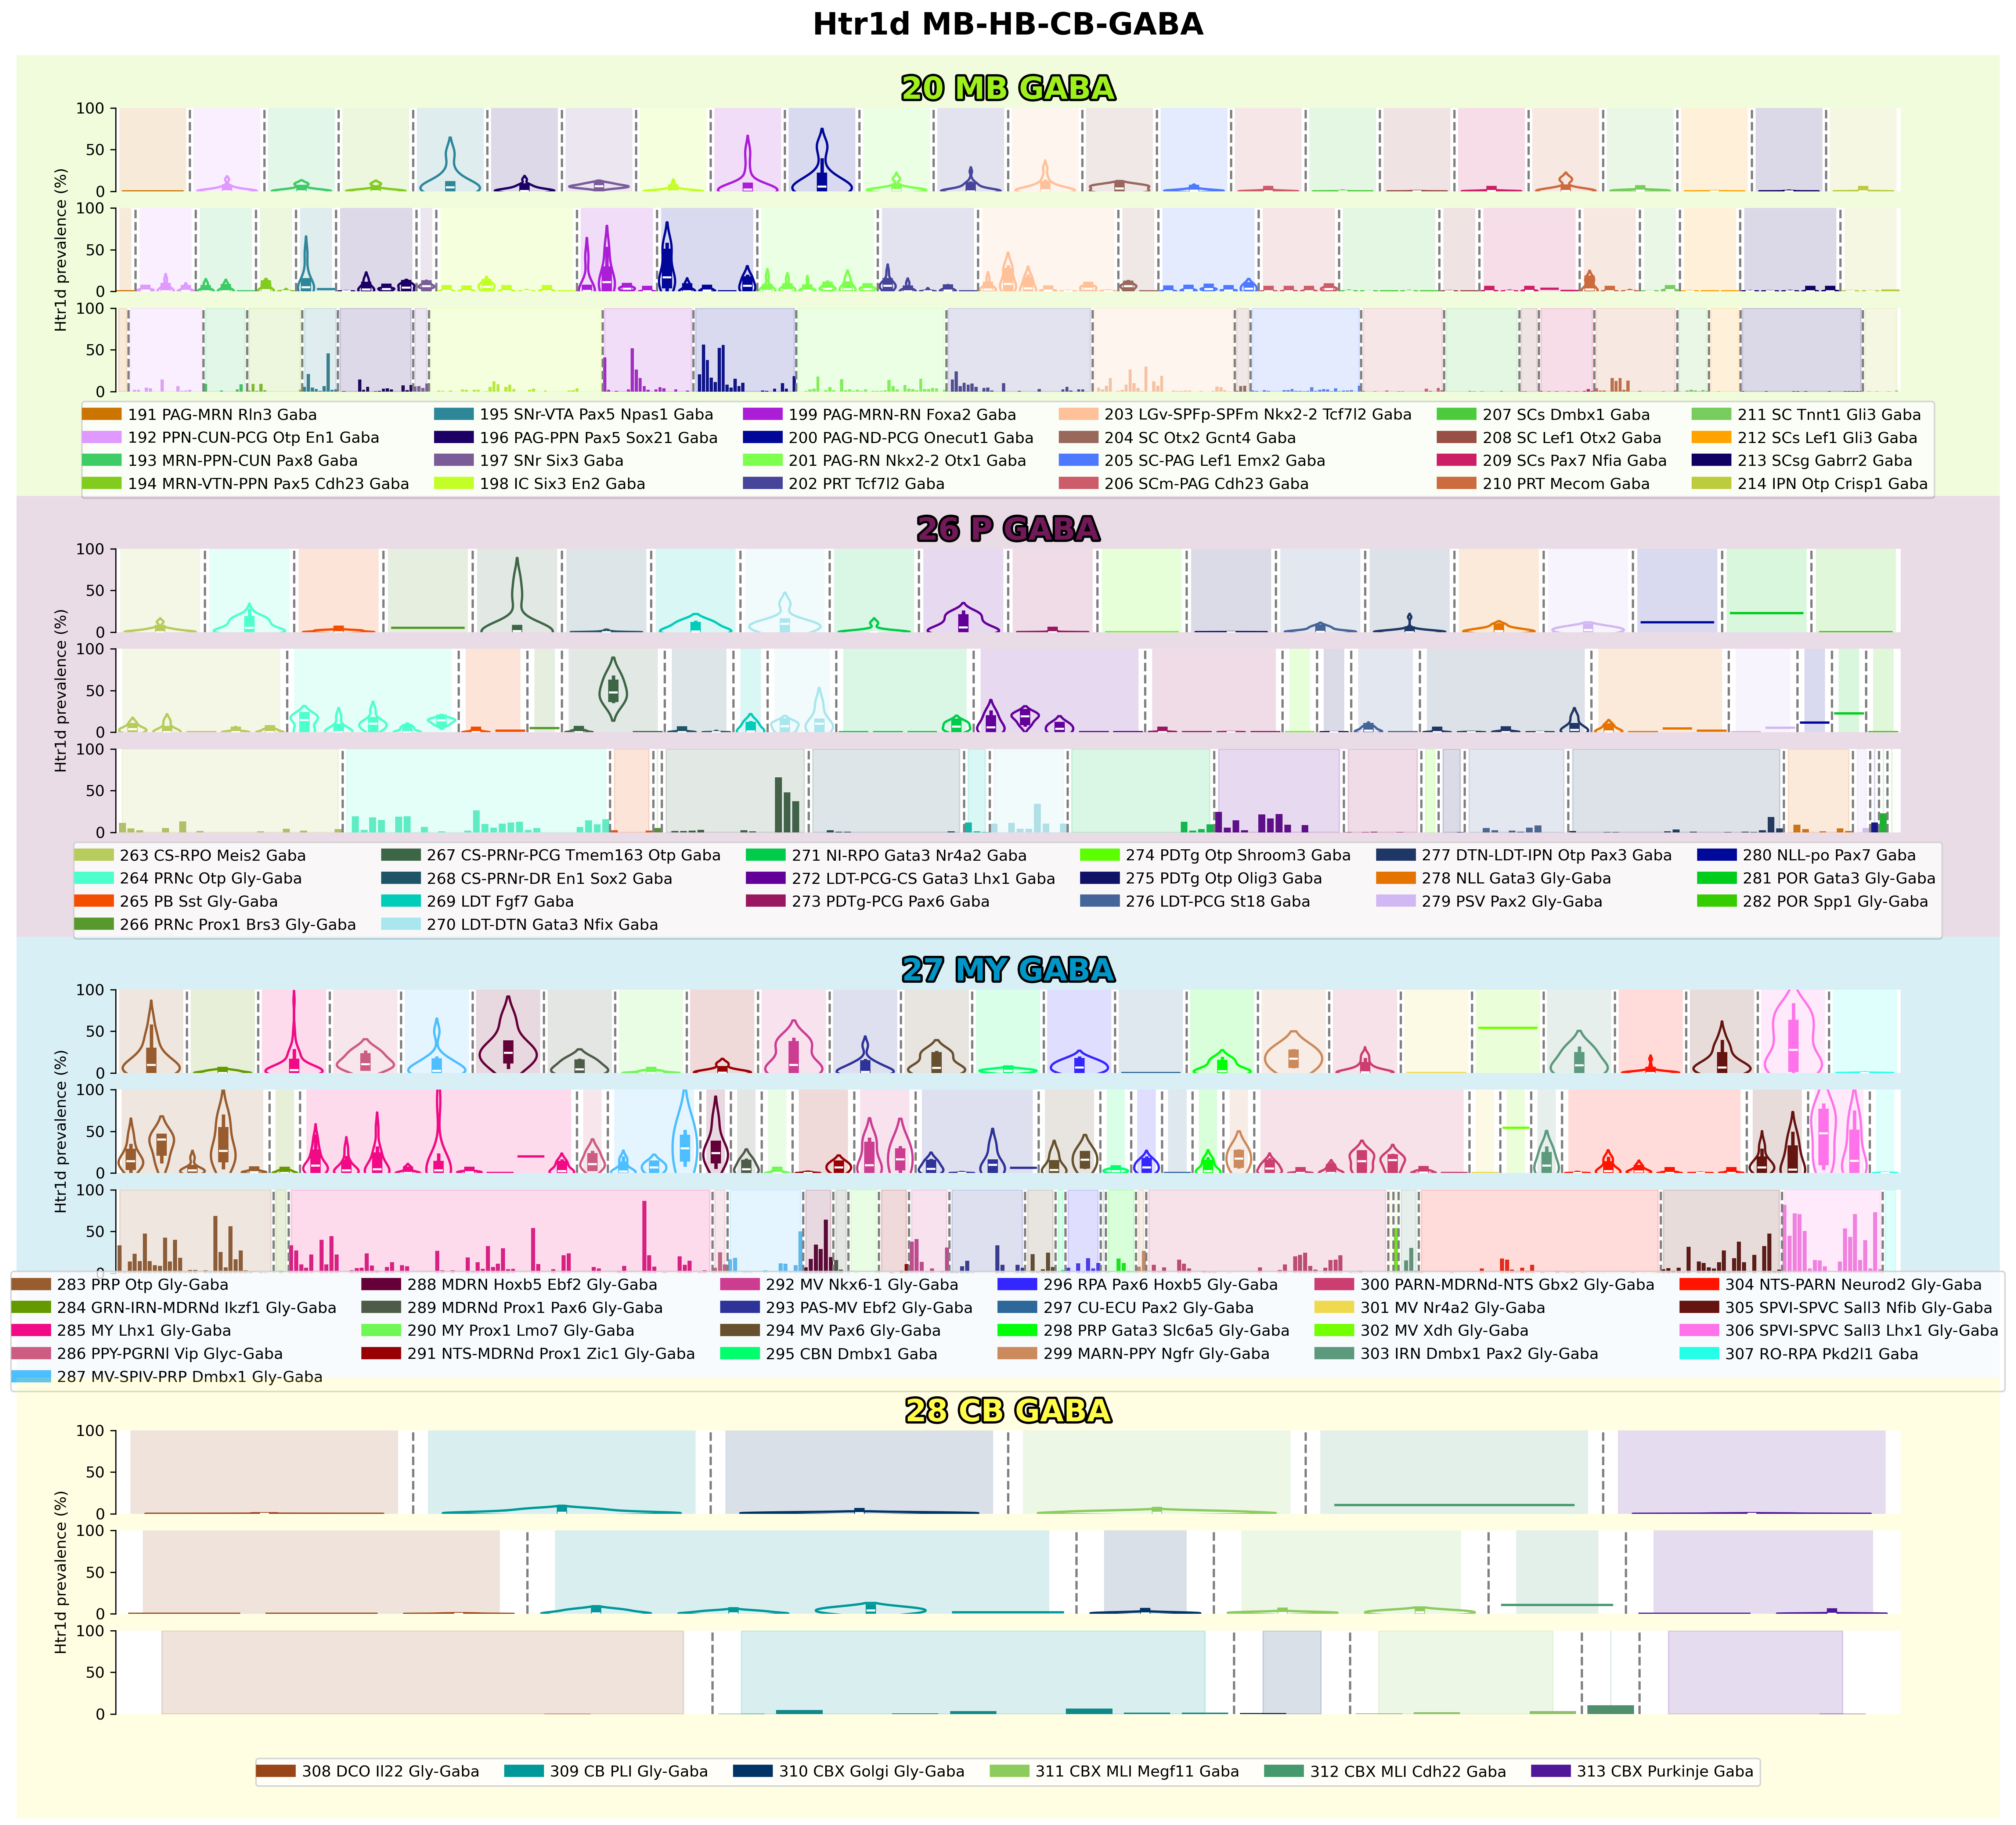 Htr1d MB-HB-CB-GABA
20 MB GABA
100
50
0
100
50
0
100
50
0
Htr1d prevalence (%)
191 PAG-MRN Rln3 Gaba 195 SNr-VTA Pax5 Npas1 Gaba 199 PAG-MRN-RN Foxa2 Gaba 203 LGv-SPFp-SPFm Nkx2-2 Tcf7l2 Gaba 207 SCs Dmbx1 Gaba 211 SC Tnnt1 Gli3 Gaba
192 PPN-CUN-PCG Otp En1 Gaba 196 PAG-PPN Pax5 Sox21 Gaba 200 PAG-ND-PCG Onecut1 Gaba 204 SC Otx2 Gcnt4 Gaba 208 SC Lef1 Otx2 Gaba 212 SCs Lef1 Gli3 Gaba
193 MRN-PPN-CUN Pax8 Gaba 197 SNr Six3 Gaba 201 PAG-RN Nkx2-2 Otx1 Gaba 205 SC-PAG Lef1 Emx2 Gaba 209 SCs Pax7 Nfia Gaba 213 SCsg Gabrr2 Gaba
194 MRN-VTN-PPN Pax5 Cdh23 Gaba 198 IC Six3 En2 Gaba 202 PRT Tcf7l2 Gaba 206 SCm-PAG Cdh23 Gaba 210 PRT Mecom Gaba 214 IPN Otp Crisp1 Gaba
26 P GABA
100
50
0
100
50
0
100
50
0
Htr1d prevalence (%)
263 CS-RPO Meis2 Gaba 267 CS-PRNr-PCG Tmem163 Otp Gaba 271 NI-RPO Gata3 Nr4a2 Gaba 274 PDTg Otp Shroom3 Gaba 277 DTN-LDT-IPN Otp Pax3 Gaba 280 NLL-po Pax7 Gaba
264 PRNc Otp Gly-Gaba 268 CS-PRNr-DR En1 Sox2 Gaba 272 LDT-PCG-CS Gata3 Lhx1 Gaba 275 PDTg Otp Olig3 Gaba 278 NLL Gata3 Gly-Gaba 281 POR Gata3 Gly-Gaba
265 PB Sst Gly-Gaba 269 LDT Fgf7 Gaba 273 PDTg-PCG Pax6 Gaba 276 LDT-PCG St18 Gaba 279 PSV Pax2 Gly-Gaba 282 POR Spp1 Gly-Gaba
266 PRNc Prox1 Brs3 Gly-Gaba 270 LDT-DTN Gata3 Nfix Gaba
27 MY GABA
100
50
0
100
50
0
100
50
0
Htr1d prevalence (%)
283 PRP Otp Gly-Gaba 288 MDRN Hoxb5 Ebf2 Gly-Gaba 292 MV Nkx6-1 Gly-Gaba 296 RPA Pax6 Hoxb5 Gly-Gaba 300 PARN-MDRNd-NTS Gbx2 Gly-Gaba 304 NTS-PARN Neurod2 Gly-Gaba
284 GRN-IRN-MDRNd Ikzf1 Gly-Gaba 289 MDRNd Prox1 Pax6 Gly-Gaba 293 PAS-MV Ebf2 Gly-Gaba 297 CU-ECU Pax2 Gly-Gaba 301 MV Nr4a2 Gly-Gaba 305 SPVI-SPVC Sall3 Nfib Gly-Gaba
285 MY Lhx1 Gly-Gaba 290 MY Prox1 Lmo7 Gly-Gaba 294 MV Pax6 Gly-Gaba 298 PRP Gata3 Slc6a5 Gly-Gaba 302 MV Xdh Gly-Gaba 306 SPVI-SPVC Sall3 Lhx1 Gly-Gaba
286 PPY-PGRNl Vip Glyc-Gaba 291 NTS-MDRNd Prox1 Zic1 Gly-Gaba 295 CBN Dmbx1 Gaba 299 MARN-PPY Ngfr Gly-Gaba 303 IRN Dmbx1 Pax2 Gly-Gaba 307 RO-RPA Pkd2l1 Gaba
287 MV-SPIV-PRP Dmbx1 Gly-Gaba
28 CB GABA
100
50
0
100
50
0
100
50
0
Htr1d prevalence (%)
308 DCO Il22 Gly-Gaba 309 CB PLI Gly-Gaba 310 CBX Golgi Gly-Gaba 311 CBX MLI Megf11 Gaba 312 CBX MLI Cdh22 Gaba 313 CBX Purkinje Gaba